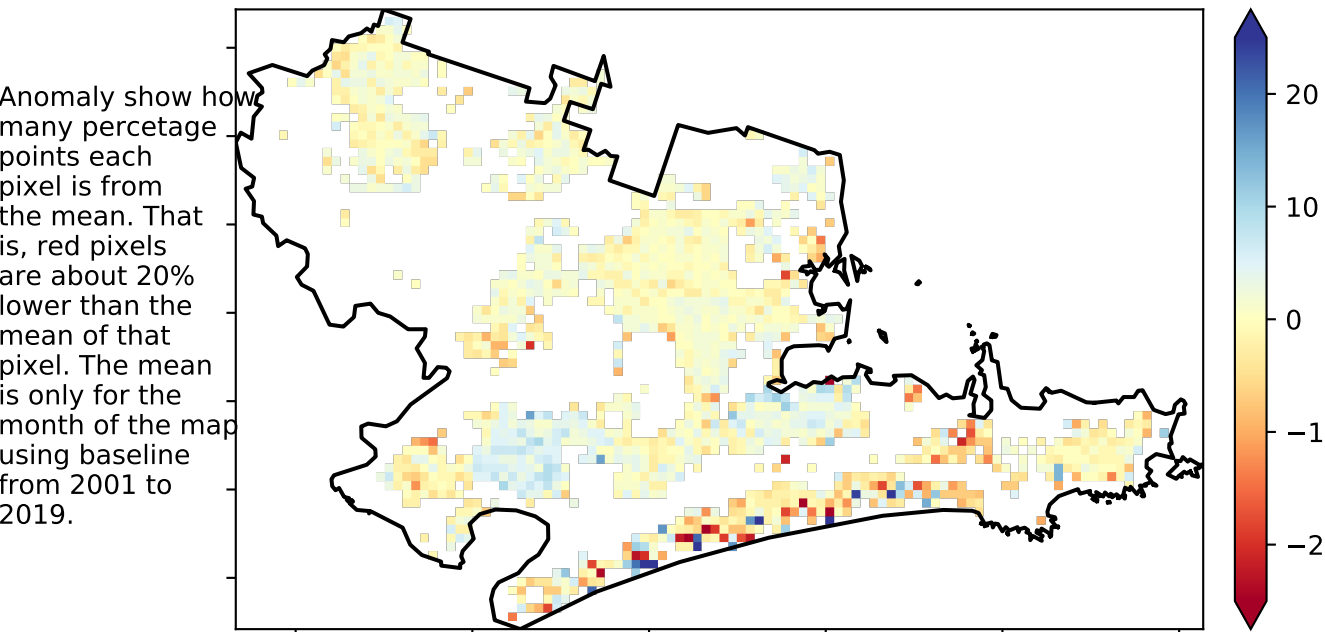 Anomaly show how
many percetage
points each
pixel is from
the mean. That
is, red pixels
are about 20%
lower than the
mean of that
pixel. The mean
is only for the
month of the map
using baseline
from 2001 to
2019.
20
10
0
−1
−2